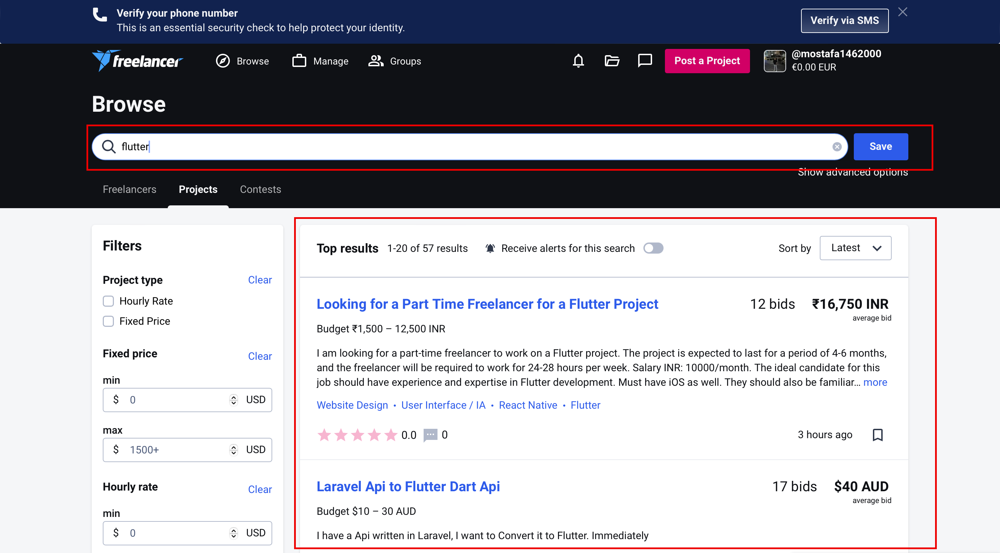 Verify your phone number
This is an essential security check to help protect your identity.
Verify via SMS
freelancer
Browse
Manage
Groups
Post a Project
@mostafa1462000
€0.00 EUR
Browse
flutter
Save
Show advanced options
Freelancers
Projects
Contests
Filters
Project type
Clear
Hourly Rate
Fixed Price
Fixed price
Clear
min
$ 0 USD
max
$ 1500+ USD
Hourly rate
Clear
min
$ 0 USD
Top results 1-20 of 57 results Receive alerts for this search
Sort by Latest
Looking for a Part Time Freelancer for a Flutter Project
12 bids ₹16,750 INR
average bid
Budget ₹1,500 – 12,500 INR
I am looking for a part-time freelancer to work on a Flutter project. The project is expected to last for a period of 4-6 months,
and the freelancer will be required to work for 24-28 hours per week. Salary INR: 10000/month. The ideal candidate for this
job should have experience and expertise in Flutter development. Must have iOS as well. They should also be familiar... more
Website Design • User Interface / IA • React Native • Flutter
0.0 0
3 hours ago
Laravel Api to Flutter Dart Api
17 bids $40 AUD
average bid
Budget $10 – 30 AUD
I have a Api written in Laravel, I want to Convert it to Flutter. Immediately